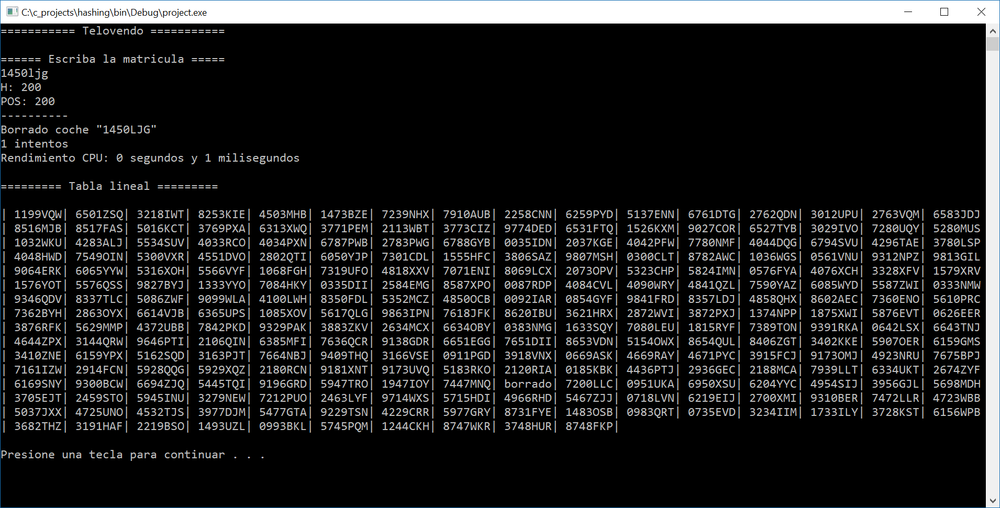 C:\c_projects\hashing\bin\Debug\project.exe
=========== Telovendo ===========
====== Escriba la matricula =====
1450ljg
H: 200
POS: 200
----------
Borrado coche "1450LJG"
1 intentos
Rendimiento CPU: 0 segundos y 1 milisegundos
========= Tabla lineal =========
| 1199VQW| 6501ZSQ| 3218IWT| 8253KIE| 4503MHB| 1473BZE| 7239NHX| 7910AUB| 2258CNN| 6259PYD| 5137ENN| 6761DTG| 2762QDN| 3012UPU| 2763VQM| 6583JDJ
| 8516MJB| 8517FAS| 5016KCT| 3769PXA| 6313XWQ| 3771PEM| 2113WBT| 3773CIZ| 9774DED| 6531FTQ| 1526KXM| 9027COR| 6527TYB| 3029IVO| 7280UQY| 5280MUS
| 1032WKU| 4283ALJ| 5534SUV| 4033RCO| 4034PXN| 6787PWB| 2783PWG| 6788GYB| 0035IDN| 2037KGE| 4042PFW| 7780NMF| 4044DQG| 6794SVU| 4296TAE| 3780LSP
| 4048HWD| 7549OIN| 5300VXR| 4551DVO| 2802QTI| 6050YJP| 7301CDL| 1555HFC| 3806SAZ| 9807MSH| 0300CLT| 8782AWC| 1036WGS| 0561VNU| 9312NPZ| 9813GIL
| 9064ERK| 6065YYW| 5316XOH| 5566VYF| 1068FGH| 7319UFO| 4818XXV| 7071ENI| 8069LCX| 2073OPV| 5323CHP| 5824IMN| 0576FYA| 4076XCH| 3328XFV| 1579XRV
| 1576YOT| 5576QSS| 9827BYJ| 1333YYO| 7084HKY| 0335DII| 2584EMG| 8587XPO| 0087RDP| 4084CVL| 4090WRY| 4841QZL| 7590YAZ| 6085WYD| 5587ZWI| 0333NMW
| 9346QDV| 8337TLC| 5086ZWF| 9099WLA| 4100LWH| 8350FDL| 5352MCZ| 4850OCB| 0092IAR| 0854GYF| 9841FRD| 8357LDJ| 4858QHX| 8602AEC| 7360ENO| 5610PRC
| 7362BYH| 2863OYX| 6614VJB| 6365UPS| 1085XOV| 5617QLG| 9863IPN| 7618JFK| 8620IBU| 3621HRX| 2872WVI| 3872PXJ| 1374NPP| 1875XWI| 5876EVT| 0626EER
| 3876RFK| 5629MMP| 4372UBB| 7842PKD| 9329PAK| 3883ZKV| 2634MCX| 6634OBY| 0383NMG| 1633SQY| 7080LEU| 1815RYF| 7389TON| 9391RKA| 0642LSX| 6643TNJ
| 4644ZPX| 3144QRW| 9646PTI| 2106QIN| 6385MFI| 7636QCR| 9138GDR| 6651EGG| 7651DII| 8653VDN| 5154OWX| 8654QUL| 8406ZGT| 3402KKE| 5907OER| 6159GMS
| 3410ZNE| 6159YPX| 5162SQD| 3163PJT| 7664NBJ| 9409THQ| 3166VSE| 0911PGD| 3918VNX| 0669ASK| 4669RAY| 4671PYC| 3915FCJ| 9173OMJ| 4923NRU| 7675BPJ
| 7161IZW| 2914FCN| 5928QQG| 5929XQZ| 2180RCN| 9181XNT| 9173UVQ| 5183RKO| 2120RIA| 0185KBK| 4436PTJ| 2936GEC| 2188MCA| 7939LLT| 6334UKT| 2674ZYF
| 6169SNY| 9300BCW| 6694ZJQ| 5445TQI| 9196GRD| 5947TRO| 1947IOY| 7447MNQ| borrado| 7200LLC| 0951UKA| 6950XSU| 6204YYC| 4954SIJ| 3956GJL| 5698MDH
| 3705EJT| 2459STO| 5945INU| 3279NEW| 7212PUO| 2463LYF| 9714WXS| 5715HDI| 4966RHD| 5467ZJJ| 0718LVN| 6219EIJ| 2700XMI| 9310BER| 7472LLR| 4723WBB
| 5037JXX| 4725UNO| 4532TJS| 3977DJM| 5477GTA| 9229TSN| 4229CRR| 5977GRY| 8731FYE| 1483OSB| 0983QRT| 0735EVD| 3234IIM| 1733ILY| 3728KST| 6156WPB
| 3682THZ| 3191HAF| 2219BSO| 1493UZL| 0993BKL| 5745PQM| 1244CKH| 8747WKR| 3748HUR| 8748FKP|
Presione una tecla para continuar . . .